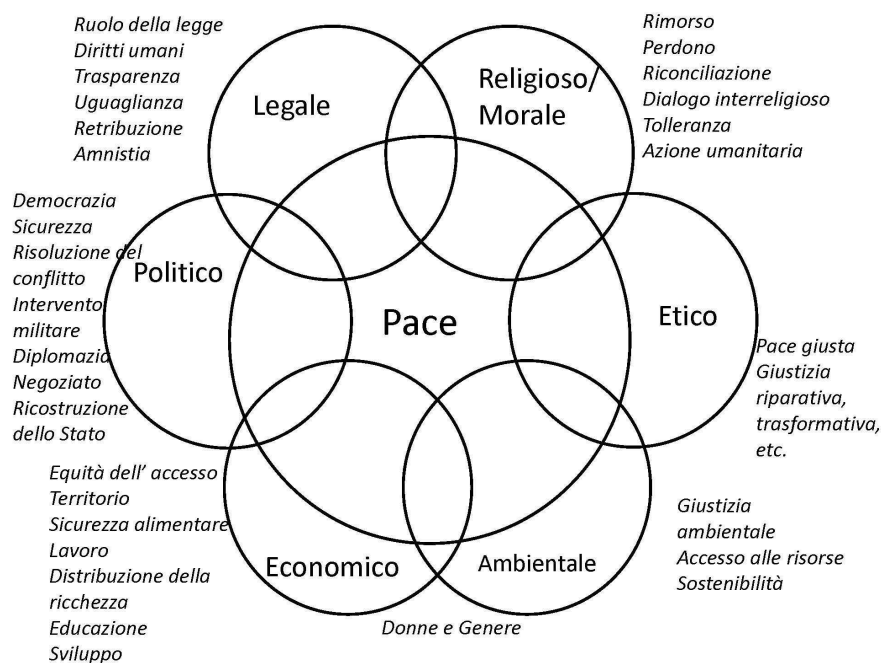 Ruolo della legge
Diritti umani
Trasparenza
Uguaglianza
Retribuzione
Amnistia
Legale
Religioso/
Morale
Rimorso
Perdono
Riconciliazione
Dialogo interreligioso
Tolleranza
Azione umanitaria
Democrazia
Sicurezza
Risoluzione del
conflitto
Intervento
militare
Diplomazia
Negoziato
Ricostruzione
dello Stato
Politico
Pace
Etico
Pace giusta
Giustizia
riparativa,
trasformativa,
etc.
Equità dell’ accesso
Territorio
Sicurezza alimentare
Lavoro
Distribuzione della
ricchezza
Educazione
Sviluppo
Economico
Ambientale
Giustizia
ambientale
Accesso alle risorse
Sostenibilità
Donne e Genere